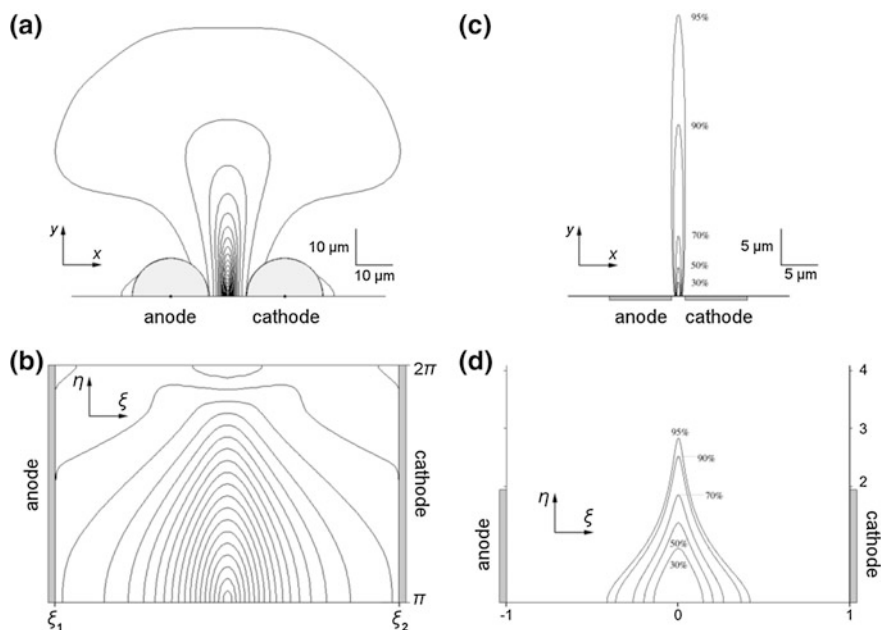 (a)
y
x
10 µm
10 µm
anode
cathode
(c)
95%
90%
70%
50%
30%
y
x
5 µm
5 µm
anode
cathode
(b)
η
ξ
2π
π
anode
cathode
ξ1
ξ2
(d)
4
3
2
95%
90%
70%
50%
30%
η
ξ
anode
cathode
-1
0
1